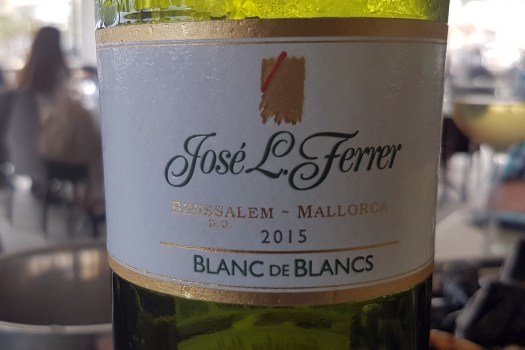 José L. Ferrer
BINISSALEM ~ MALLORCA
D.O.
2015
BLANC DE BLANCS